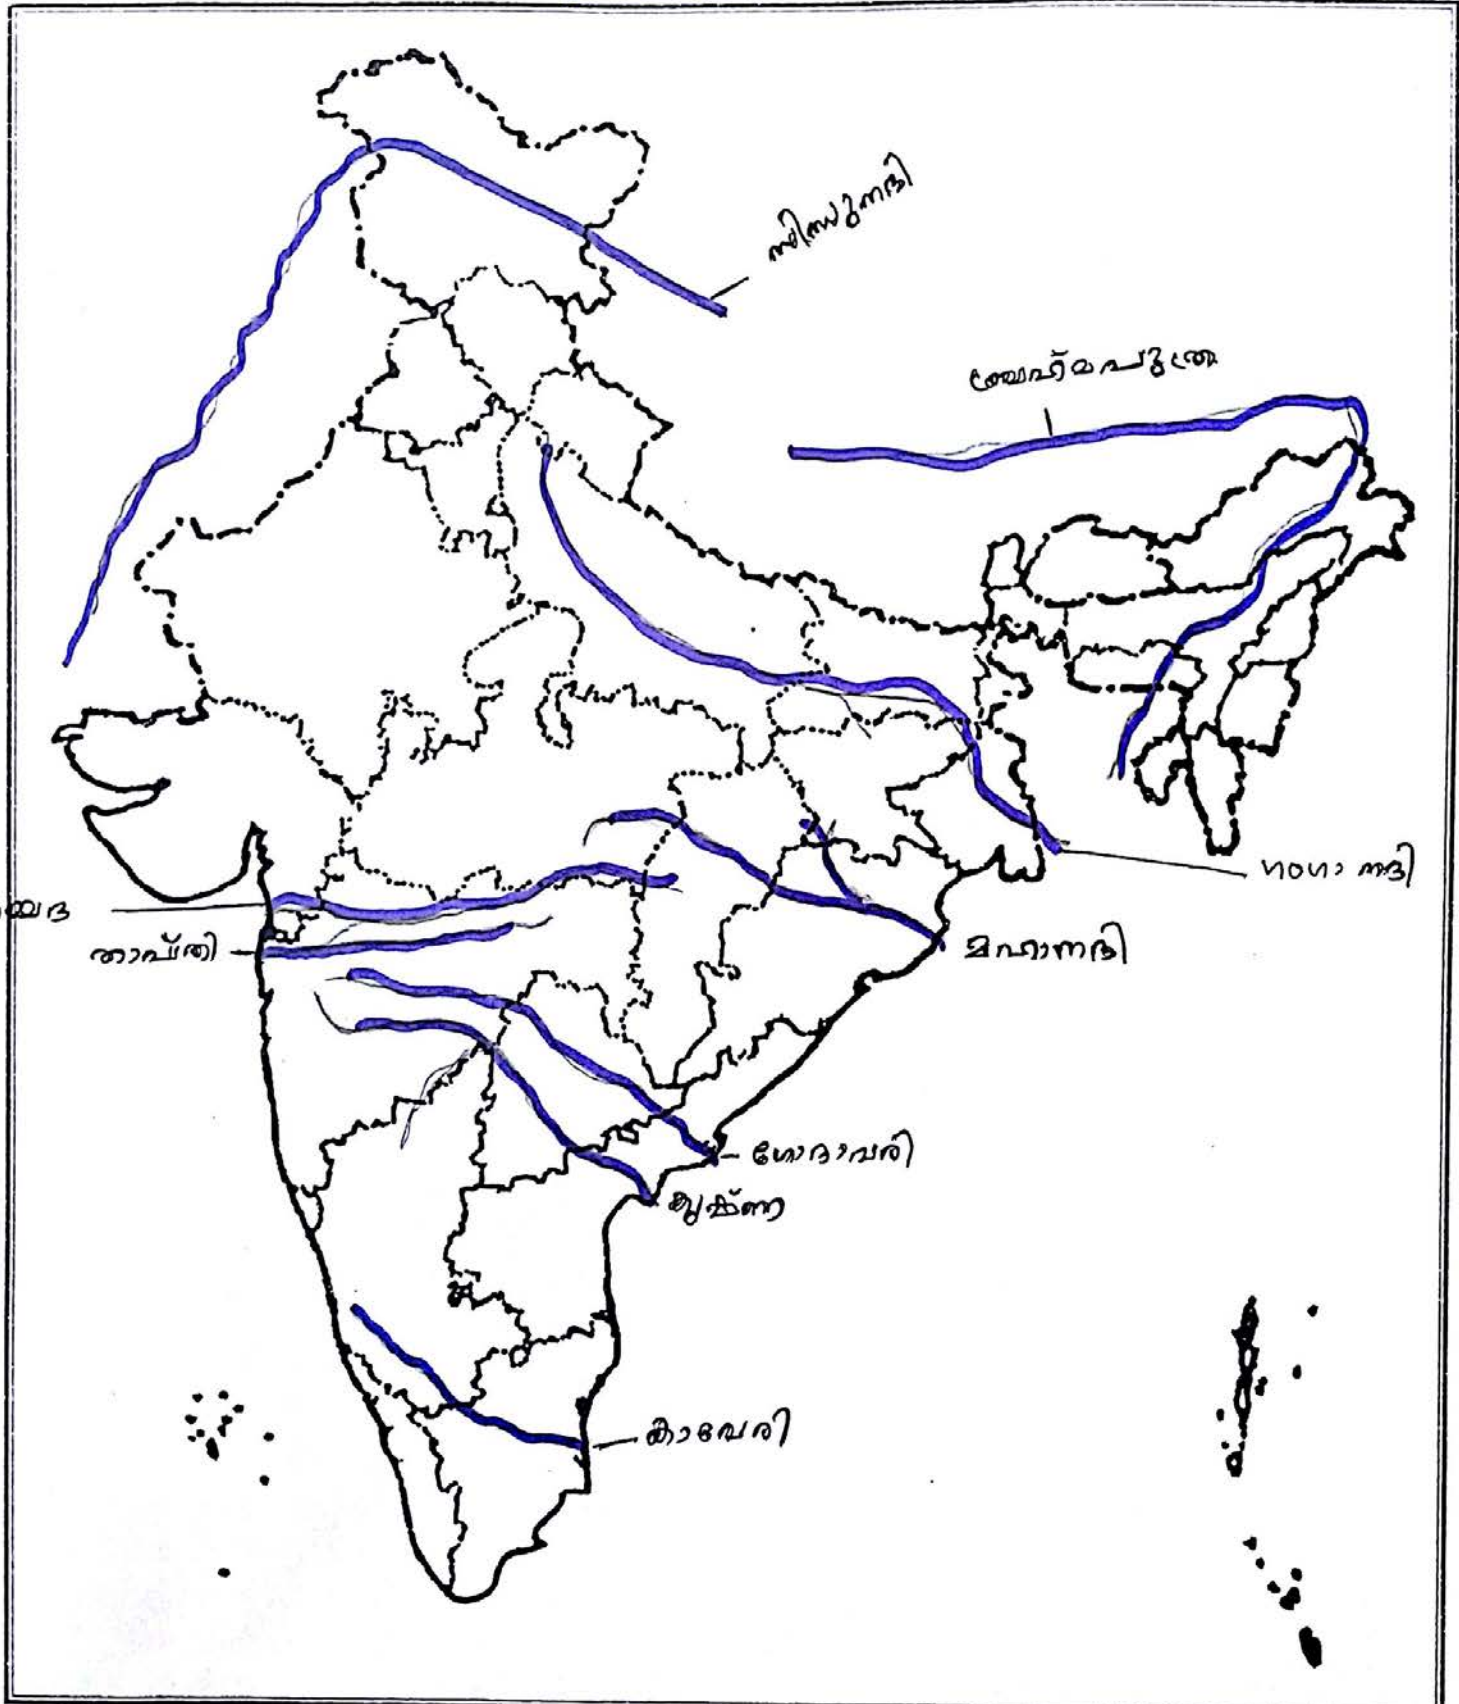 സിന്ധുനദി
ബ്രഹ്മപുത്ര
ഗംഗാ നദി
താപ്തി
മഹാനദി
ഗോദാവരി
കൃഷ്ണ
കാവേരി